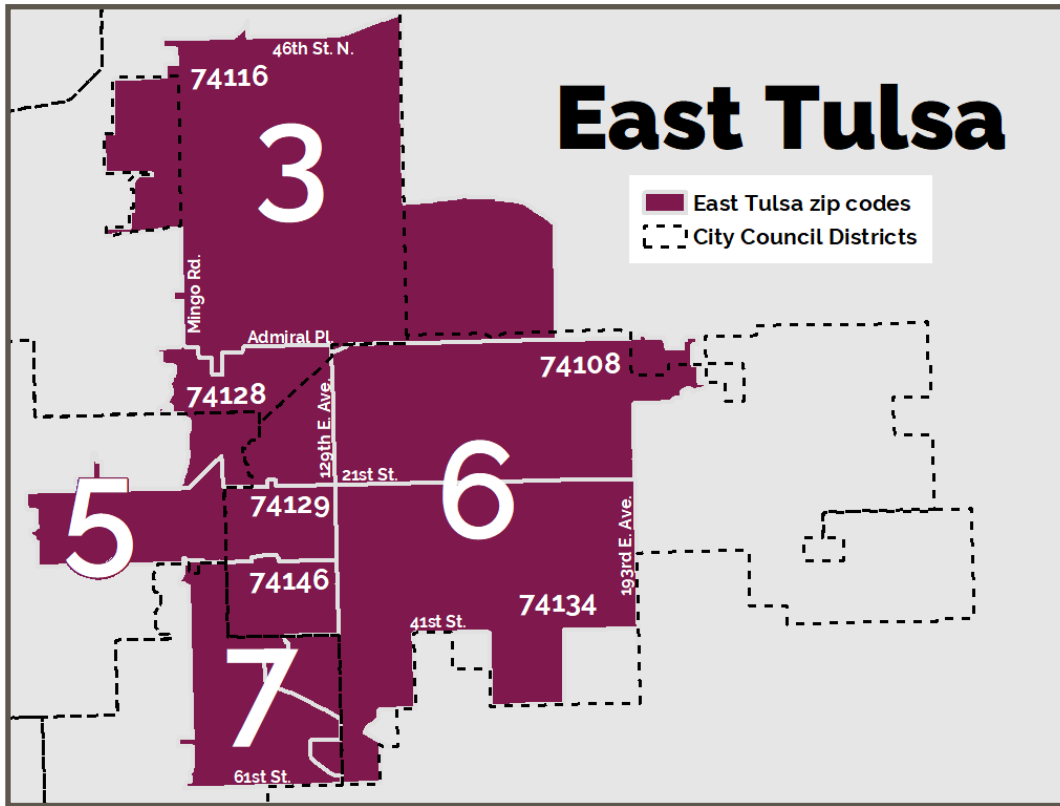 46th St. N.
74116
East Tulsa
3
East Tulsa zip codes
City Council Districts
Mingo Rd.
Admiral Pl.
74108
74128
129th E. Ave.
6
21st St.
5
74129
193rd E. Ave.
74146
74134
41st St.
7
61st St.